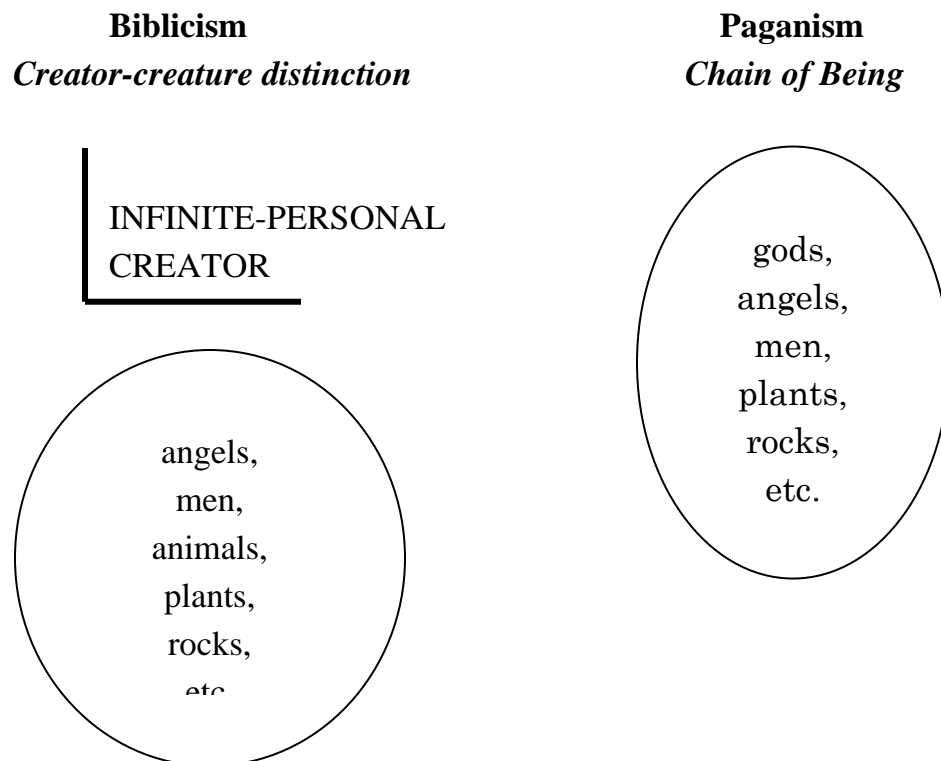 Biblicism
Creator-creature distinction
INFINITE-PERSONAL
CREATOR
angels,
men,
animals,
plants,
rocks,
etc
Paganism
Chain of Being
gods,
angels,
men,
plants,
rocks,
etc.